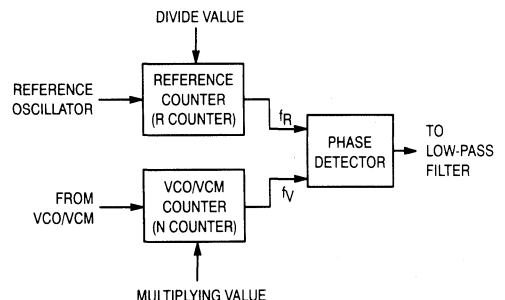 DIVIDE VALUE
REFERENCE
OSCILLATOR
REFERENCE
COUNTER
(R COUNTER)
fR
PHASE
DETECTOR
TO
LOW-PASS
FILTER
FROM
VCO/VCM
VCO/VCM
COUNTER
(N COUNTER)
fV
MULTIPLYING VALUE